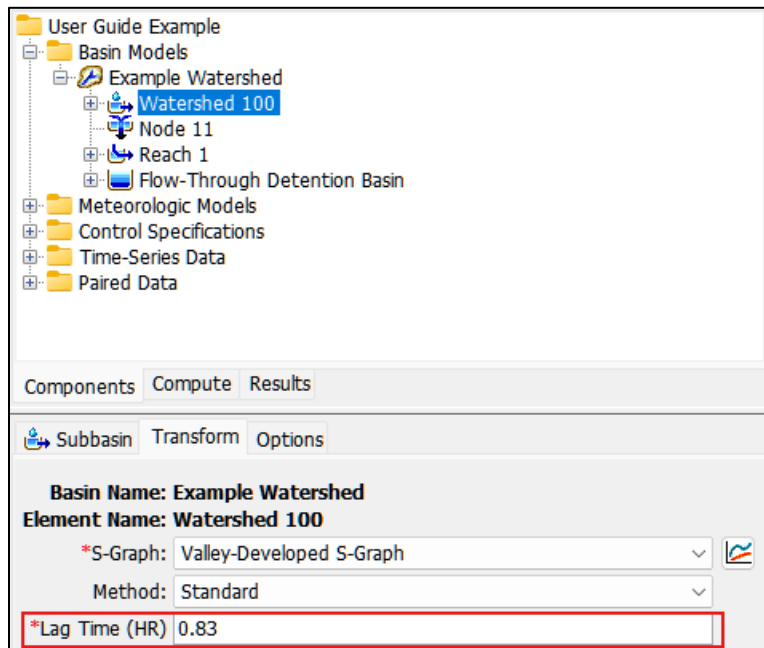 User Guide Example
Basin Models
Example Watershed
Watershed 100
Node 11
Reach 1
Flow-Through Detention Basin
Meteorologic Models
Control Specifications
Time-Series Data
Paired Data
Components Compute Results
Subbasin Transform Options
Basin Name: Example Watershed
Element Name: Watershed 100
*S-Graph: Valley-Developed S-Graph
Method: Standard
*Lag Time (HR) 0.83